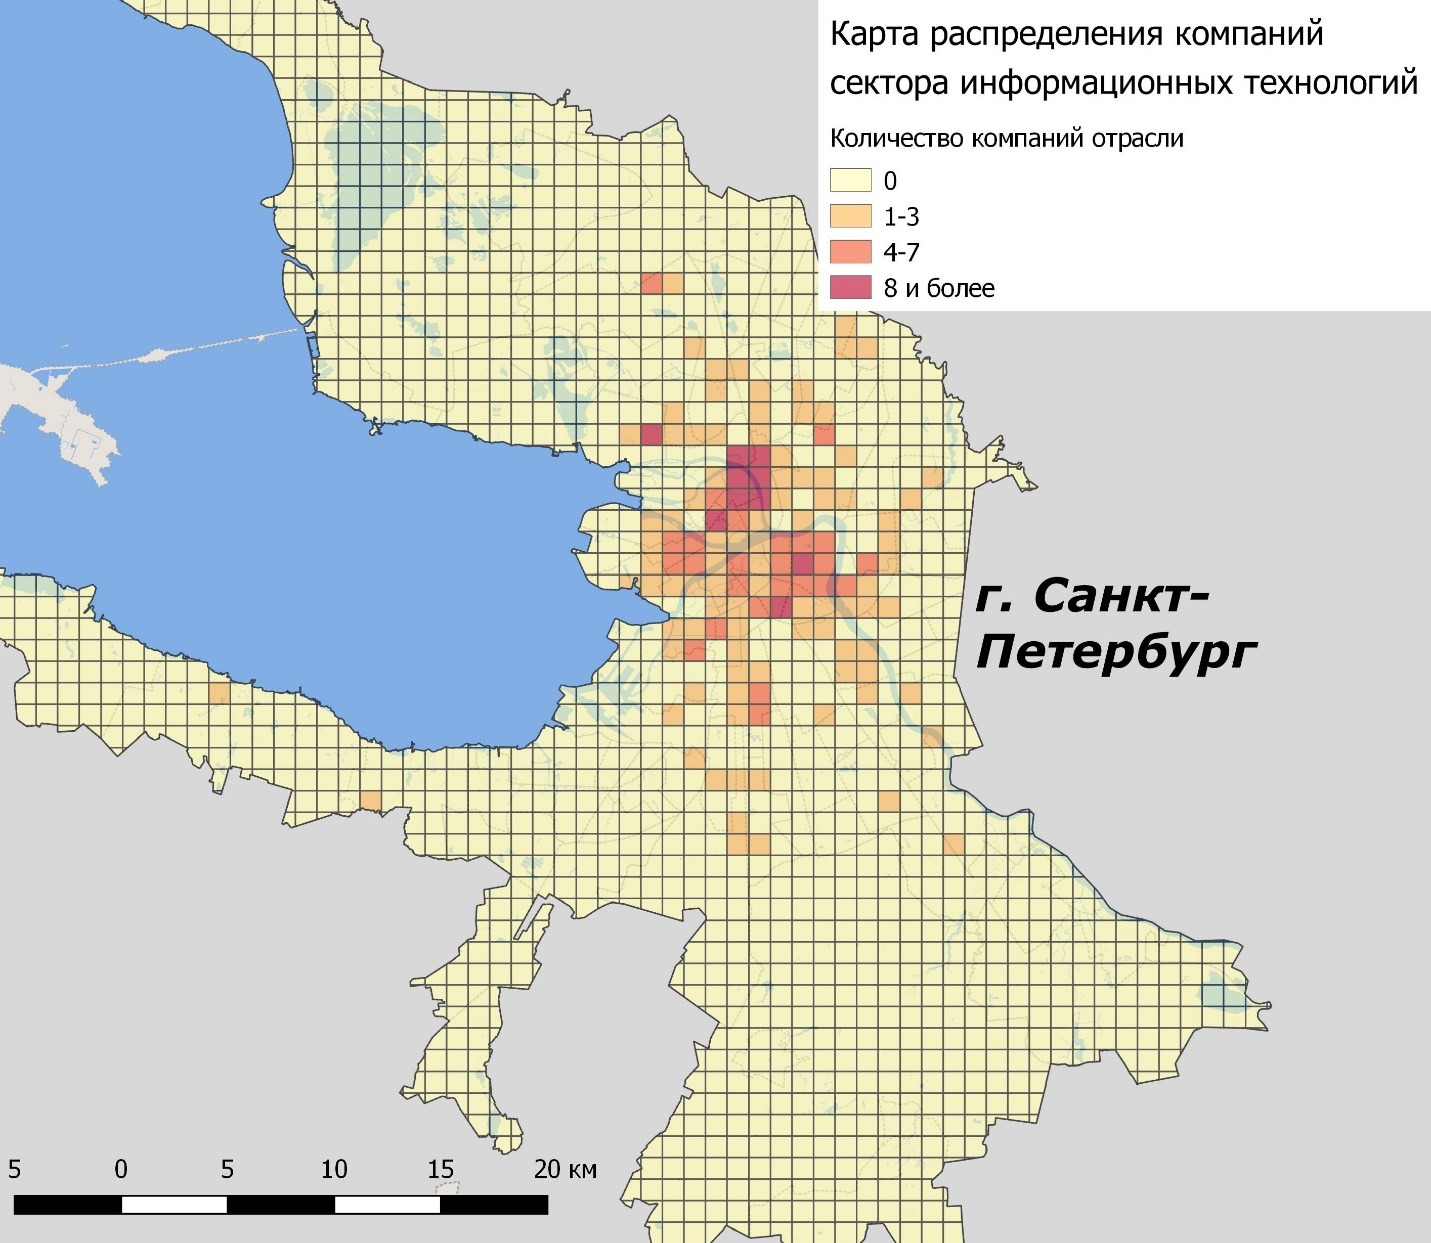 Карта распределения компаний
сектора информационных технологий
Количество компаний отрасли
0
1-3
4-7
8 и более
г. Санкт-
Петербург
5 0 5 10 15 20 км